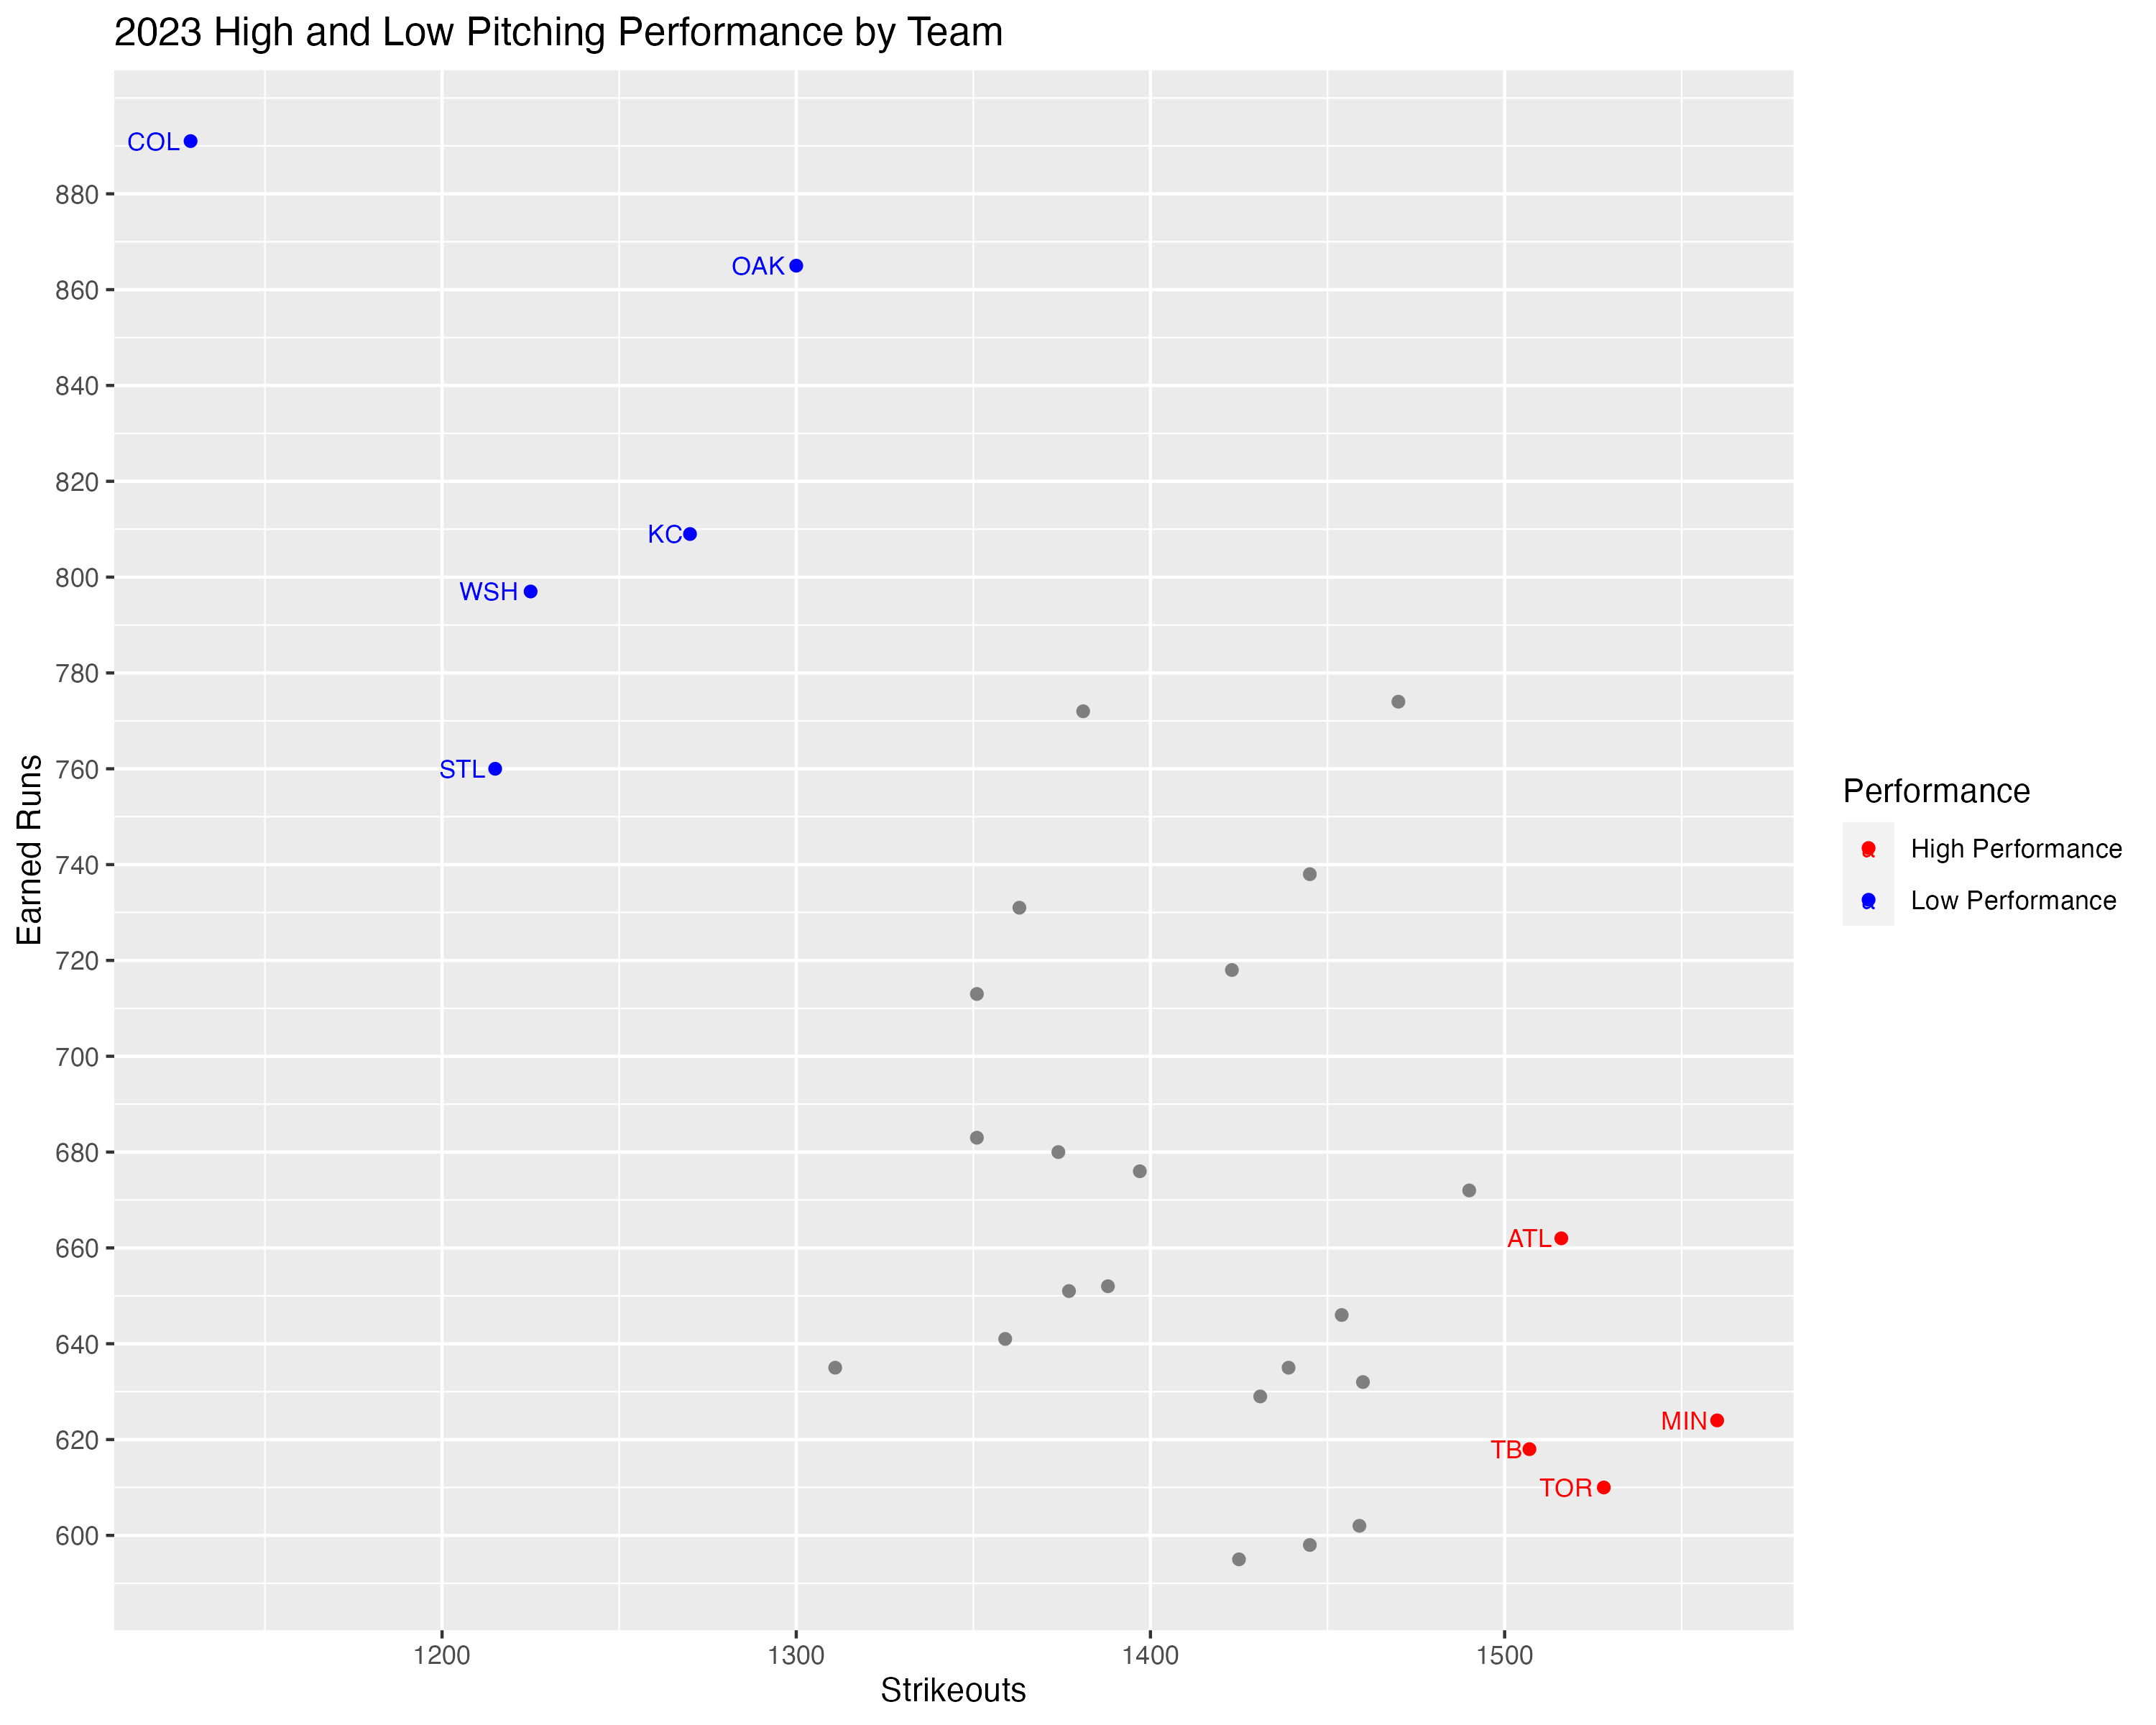 2023 High and Low Pitching Performance by Team
COL
880
OAK
860
840
820
KC
800
WSH
780
760
STL
Earned Runs
740
720
700
680
660
ATL
640
620
MIN
TB
TOR
600
1200 1300 1400 1500
Strikeouts
Performance
High Performance
Low Performance